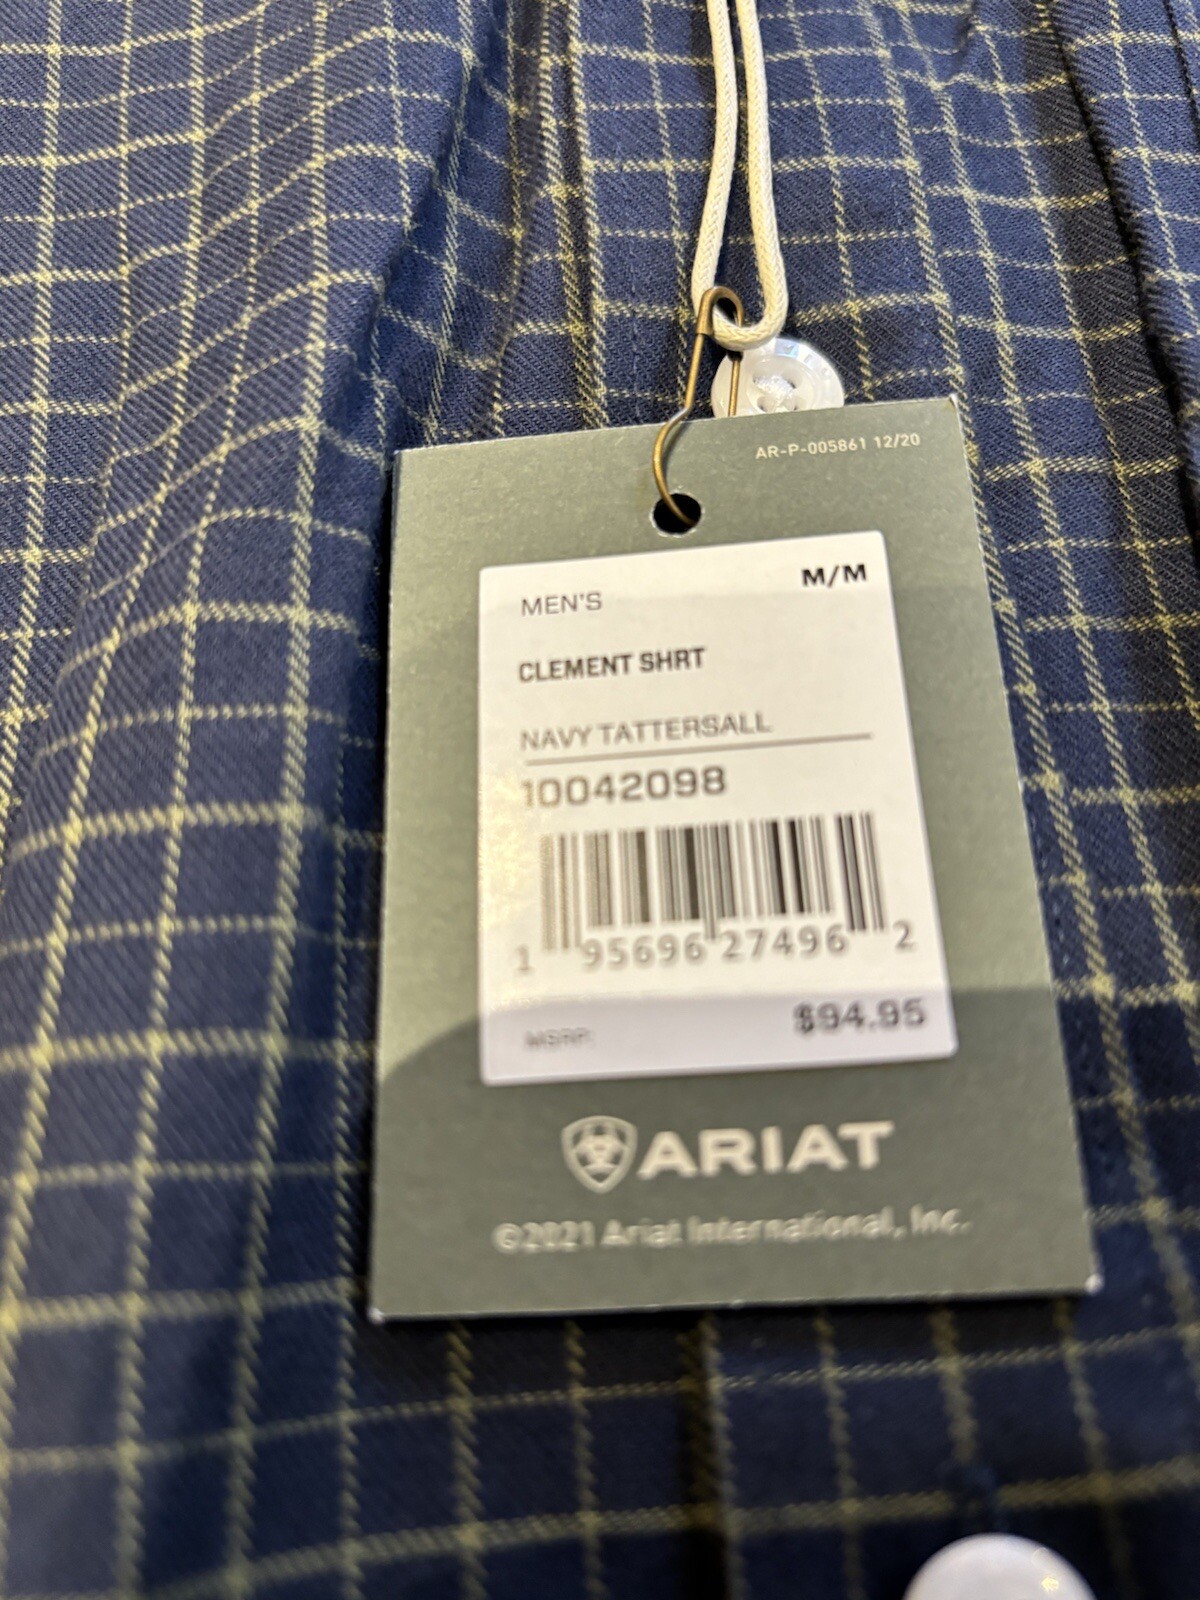 AR-P-005861 12/20
M/M
MEN'S
CLEMENT SHRT
NAVY TATTERSALL
10042098
1 95696 27496 2
MSRP: $94.95
ARIAT
©2021 Ariat International, Inc.